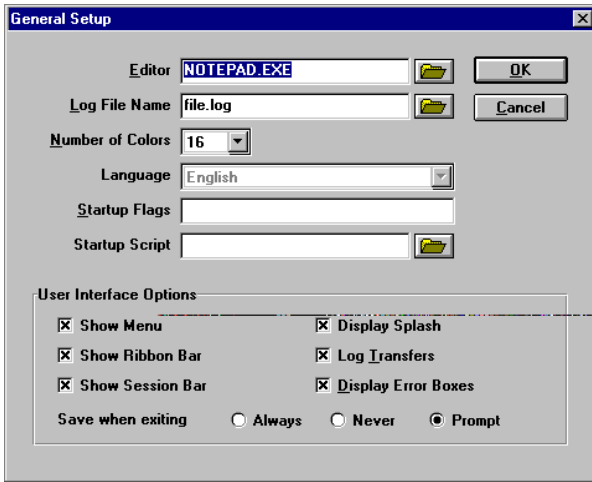 General Setup
Editor NOTEPAD.EXE OK
Log File Name file.log Cancel
Number of Colors 16
Language English
Startup Flags
Startup Script
User Interface Options
Show Menu Display Splash
Show Ribbon Bar Log Transfers
Show Session Bar Display Error Boxes
Save when exiting Always Never Prompt